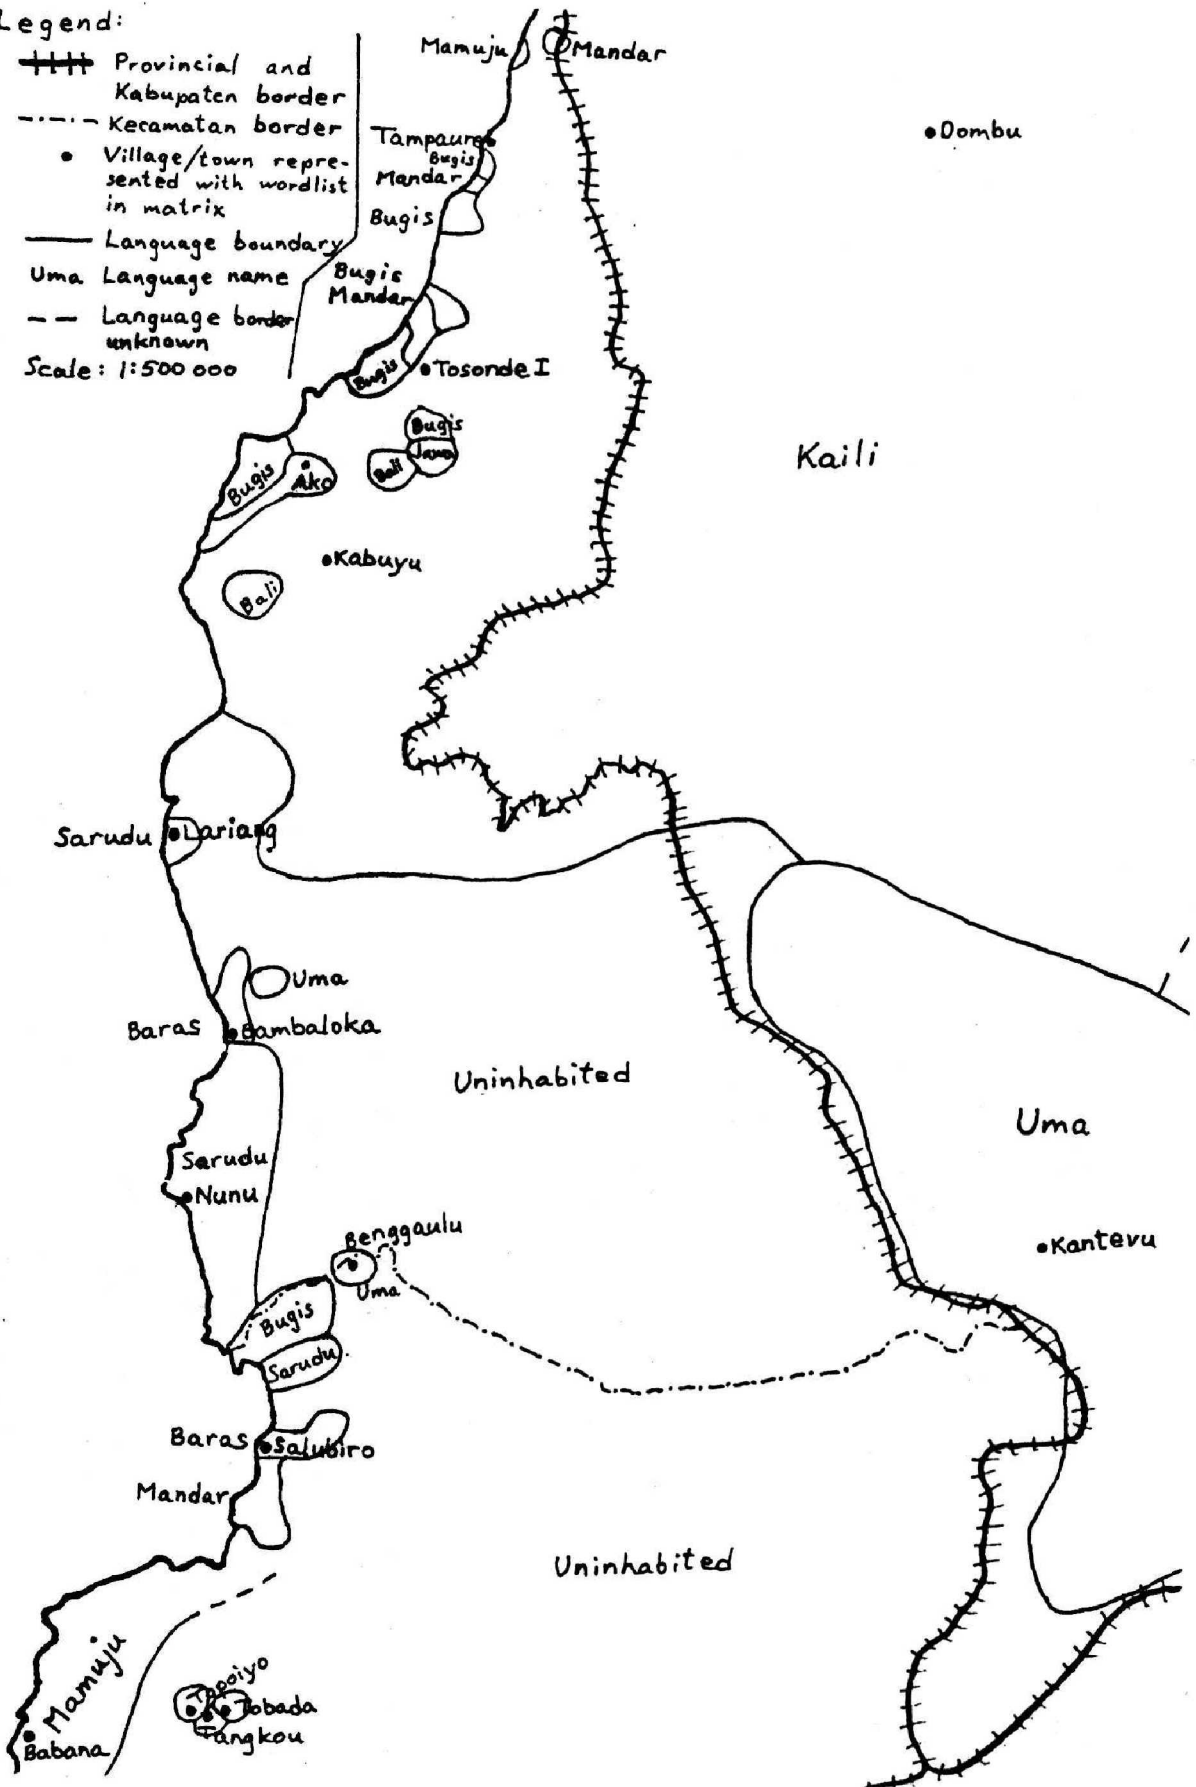 Legend:
Provincial and
Kabupaten border
Kecamatan border
Village/town repre-
sented with wordlist
in matrix
Language boundary
Uma Language name
Language border
unknown
Scale: 1:500 000
Mamuju
Mandar
Dombu
Tampaure
Bugis
Mandar
Bugis
Bugis
Mandar
Bugis
Tosonde I
Bugis
Jawa
Bali
Kaili
Bugis
Ako
Kabuyu
Bali
Sarudu
Lariang
Uma
Baras
Bambaloka
Uninhabited
Uma
Sarudu
Nunu
Benggaulu
Uma
Kantevu
Bugis
Sarudu
Baras
Salubiro
Mandar
Uninhabited
Mamuju
Babana
Tapoiyo
Tobada
Tangkou